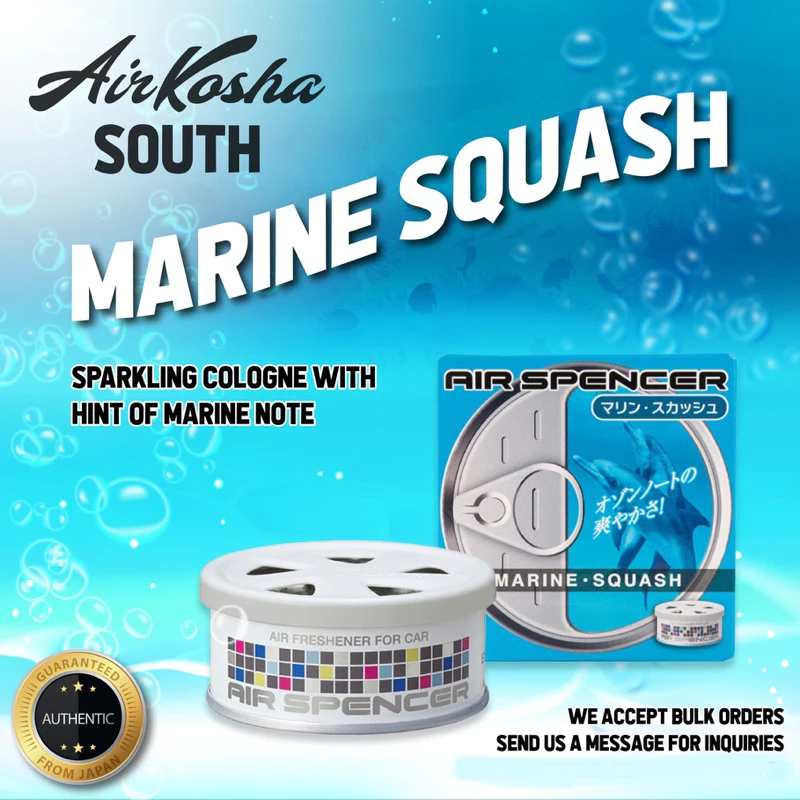 AirKosha
SOUTH
MARINE SQUASH
SPARKLING COLOGNE WITH
HINT OF MARINE NOTE
AIR SPENCER
マリン・スカッシュ
オゾンノートの
爽やかさ!
MARINE・SQUASH
AIR FRESHENER FOR CAR
AIR SPENCER
GUARANTEED
AUTHENTIC
FROM JAPAN
WE ACCEPT BULK ORDERS
SEND US A MESSAGE FOR INQUIRIES